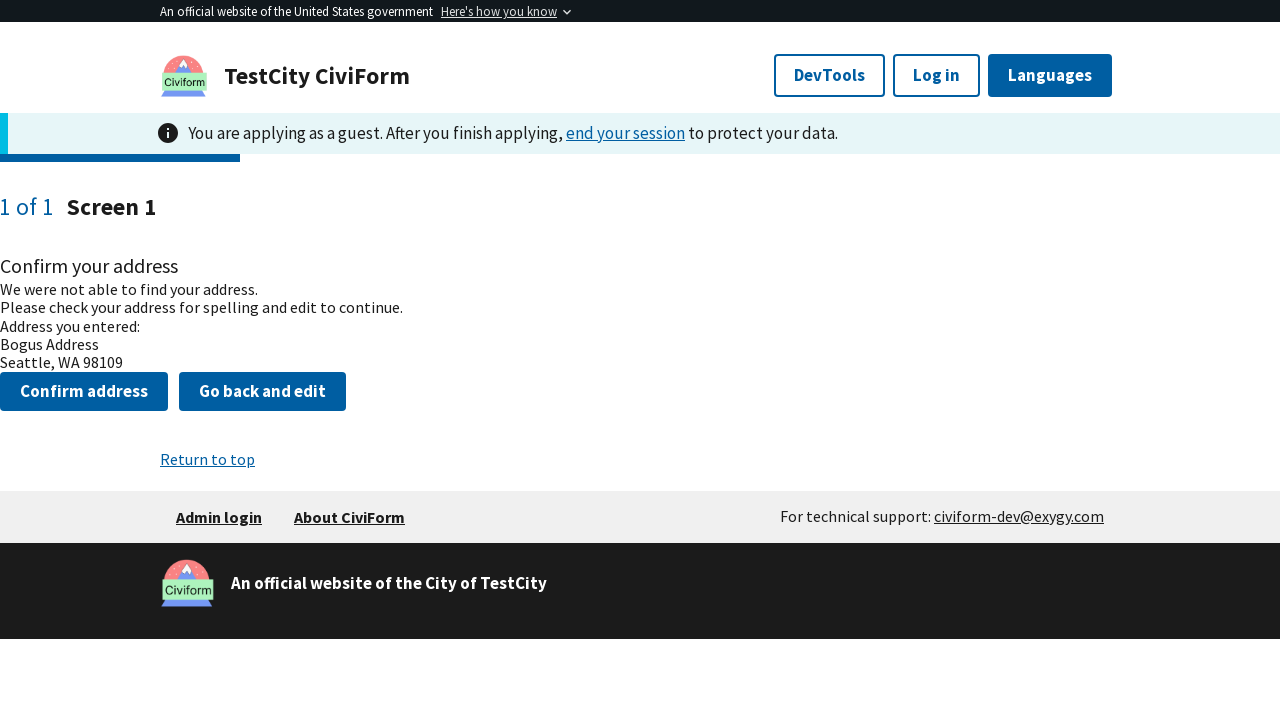 An official website of the United States government Here's how you know
Civiform
TestCity CiviForm
DevTools
Log in
Languages
You are applying as a guest. After you finish applying, end your session to protect your data.
1 of 1 Screen 1
Confirm your address
We were not able to find your address.
Please check your address for spelling and edit to continue.
Address you entered:
Bogus Address
Seattle, WA 98109
Confirm address
Go back and edit
Return to top
Admin login
About CiviForm
For technical support: civiform-dev@exygy.com
Civiform
An official website of the City of TestCity